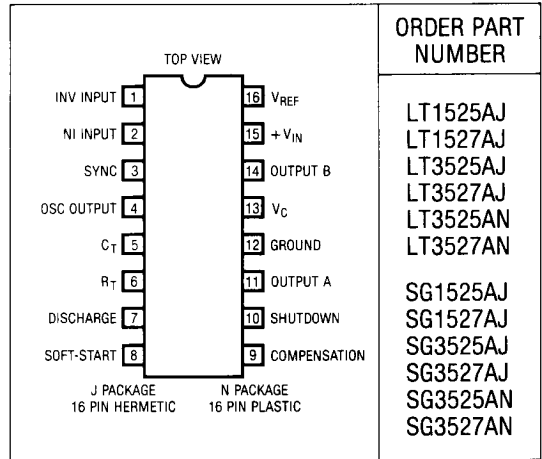 TOP VIEW
INV INPUT 1
NI INPUT 2
SYNC 3
OSC OUTPUT 4
CT 5
RT 6
DISCHARGE 7
SOFT-START 8
16 VREF
15 +VIN
14 OUTPUT B
13 VC
12 GROUND
11 OUTPUT A
10 SHUTDOWN
9 COMPENSATION
J PACKAGE
16 PIN HERMETIC
N PACKAGE
16 PIN PLASTIC
ORDER PART
NUMBER
LT1525AJ
LT1527AJ
LT3525AJ
LT3527AJ
LT3525AN
LT3527AN
SG1525AJ
SG1527AJ
SG3525AJ
SG3527AJ
SG3525AN
SG3527AN